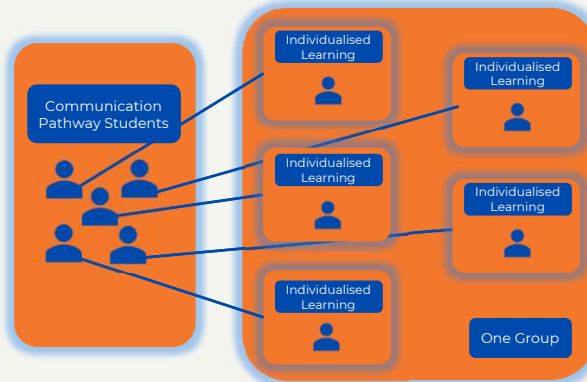 Communication
Pathway Students
Individualised
Learning
Individualised
Learning
Individualised
Learning
Individualised
Learning
Individualised
Learning
One Group